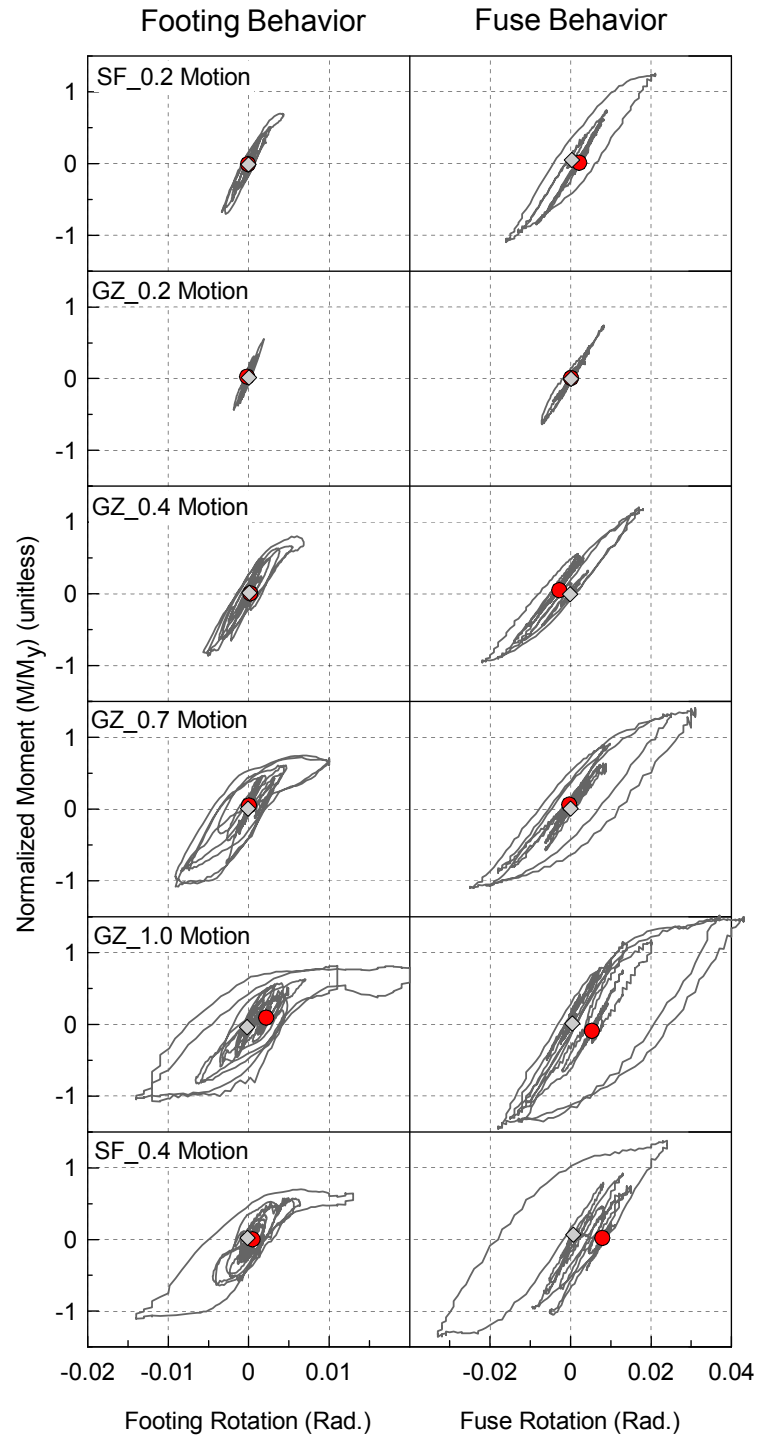 Footing Behavior
Fuse Behavior
SF_0.2 Motion
1
0
-1
GZ_0.2 Motion
1
0
-1
GZ_0.4 Motion
1
0
-1
GZ_0.7 Motion
1
0
-1
GZ_1.0 Motion
1
0
-1
SF_0.4 Motion
1
0
-1
Normalized Moment (M/My) (unitless)
-0.02 -0.01 0 0.01
-0.02 0 0.02 0.04
Footing Rotation (Rad.)
Fuse Rotation (Rad.)